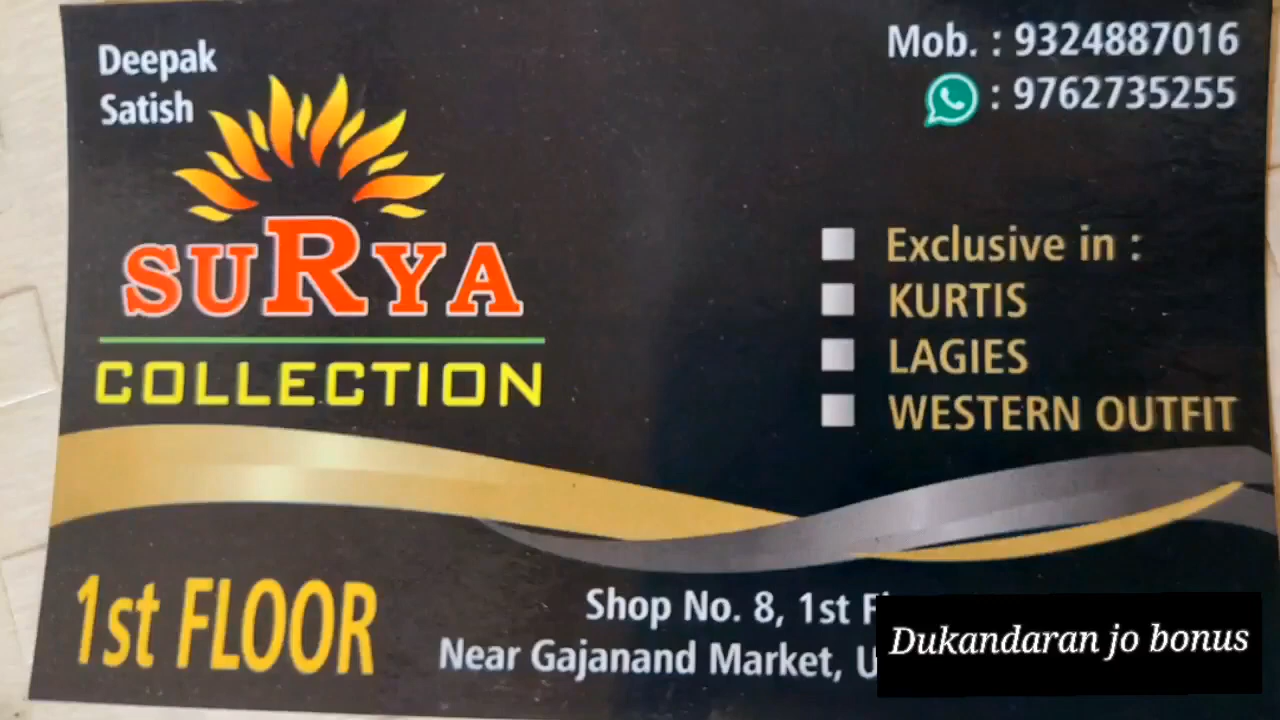 Deepak
Satish
Mob. : 9324887016
: 9762735255
SURYA
COLLECTION
Exclusive in :
KURTIS
LAGIES
WESTERN OUTFIT
1st FLOOR
Shop No. 8, 1st
Near Gajanand Market,
Dukandaran jo bonus